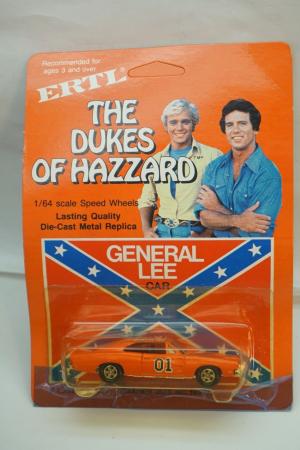 Recommended for
ages 3 and over
ERTL
THE
DUKES
OF HAZZARD
1/64 scale Speed Wheels
Lasting Quality
Die-Cast Metal Replica
GENERAL
LEE
CAR
01